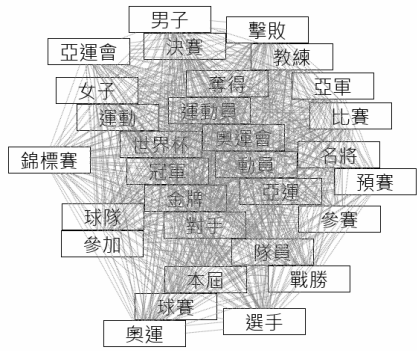 男子
擊敗
決賽
亞運會
教練
奪得
亞軍
女子
運動員
運動
比賽
奧運會
世界杯
名將
錦標賽
動員
冠軍
預賽
亞運
金牌
球隊
對手
參賽
參加
隊員
本屆
戰勝
球賽
選手
奧運